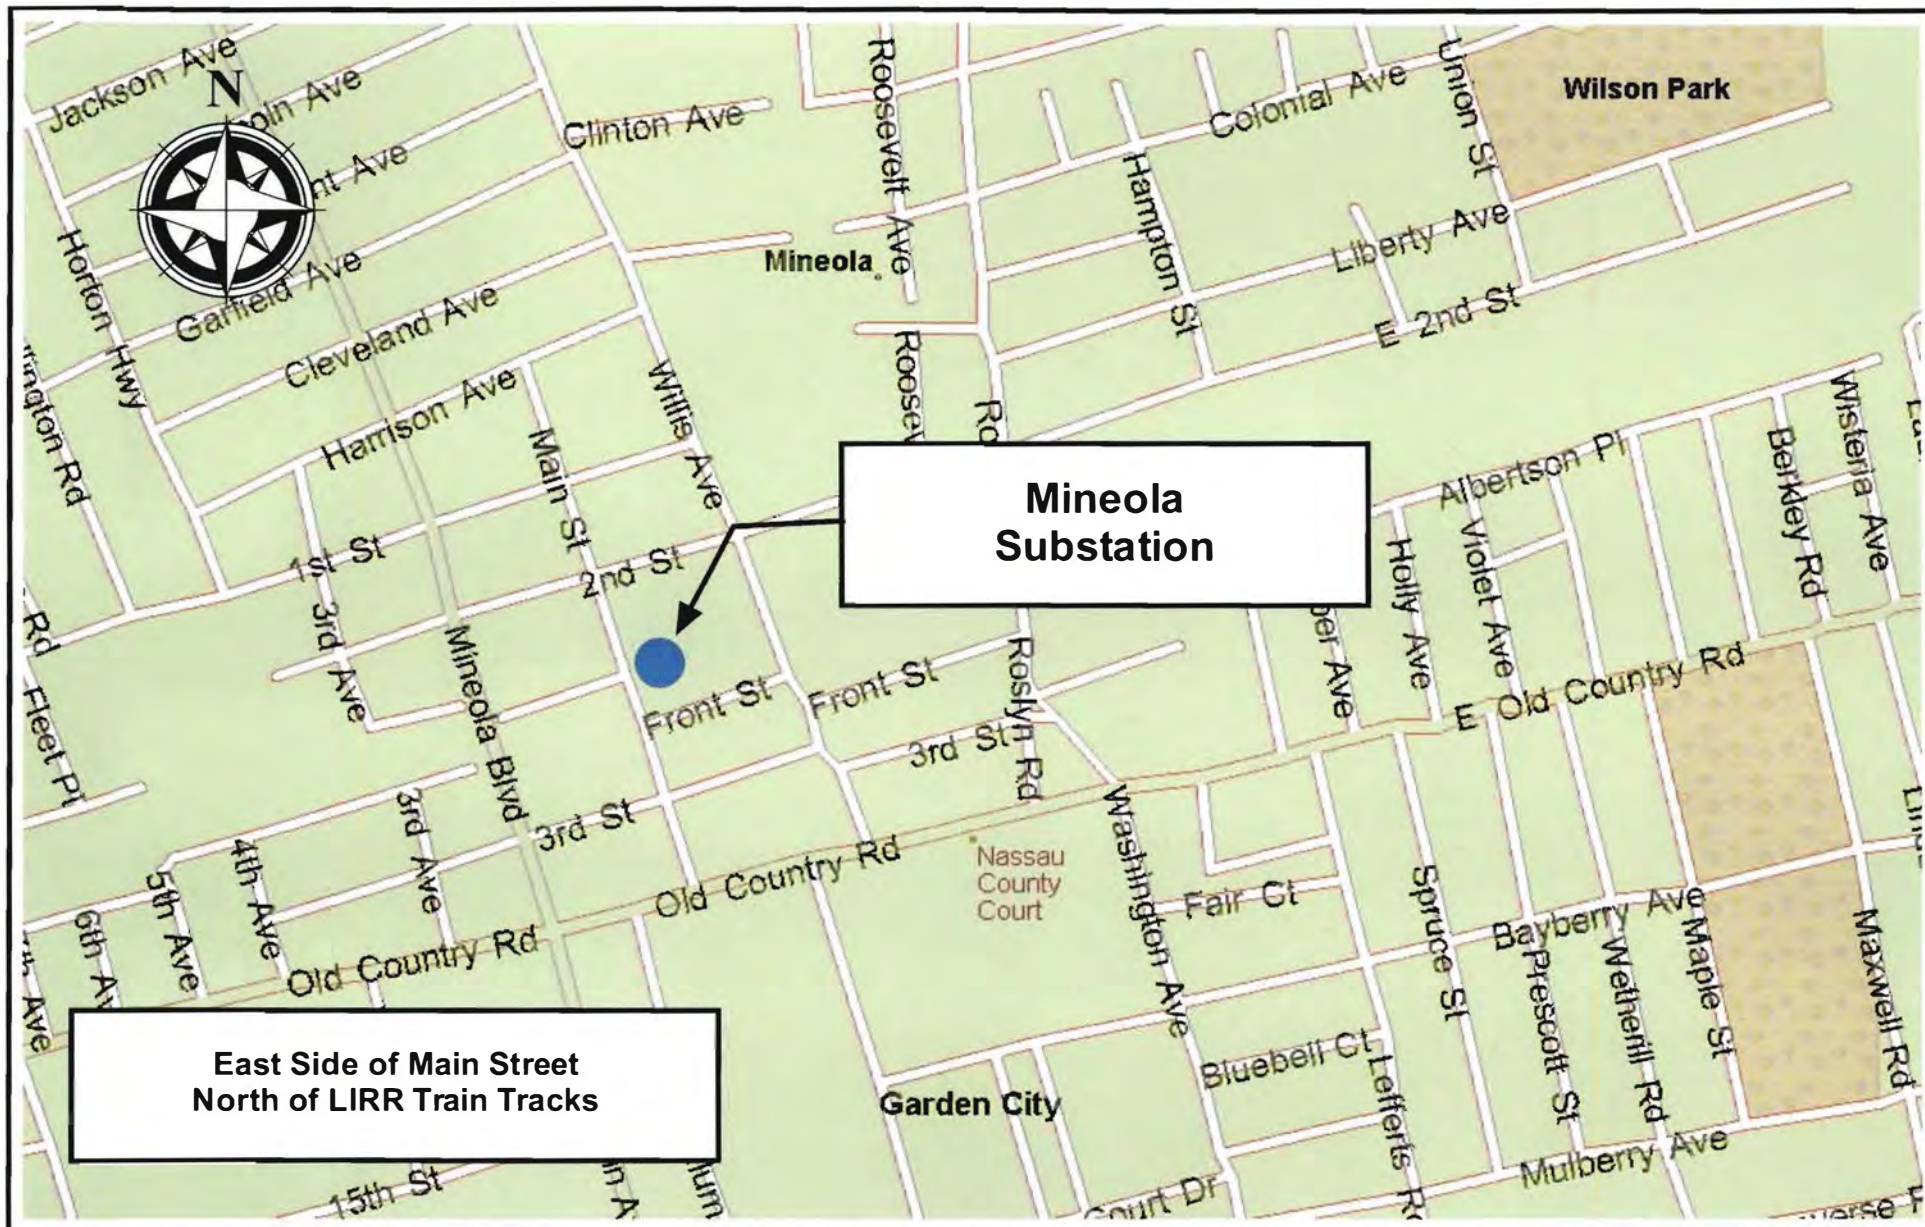 Jackson Ave
N
Clinton Ave
Roosevelt Ave
Colonial Ave
Union St
Wilson Park
Horton Hwy
Garfield Ave
Cleveland Ave
Harrison Ave
Mineola
Hampton St
Liberty Ave
E 2nd St
Willis Ave
Main St
1st St
2nd St
Mineola
Substation
Albertson Pl
Berkley Rd
Wisteria Ave
Holly Ave
Violet Ave
3rd Ave
Mineola Blvd
Front St
Front St
Roslyn Rd
3rd St
E Old Country Rd
Rd
Fleet Pl
3rd Ave
3rd St
4th Ave
5th Ave
6th Av
Ave
Old Country Rd
Old Country Rd
Nassau
County
Court
Washington Ave
Fair Ct
Spruce St
Bayberry Ave
Prescott St
Wetherill Rd
Maple St
Maxwell Rd
East Side of Main Street
North of LIRR Train Tracks
Garden City
Bluebell Ct
Lefferts
Mulberry Ave
15th St
Court Dr